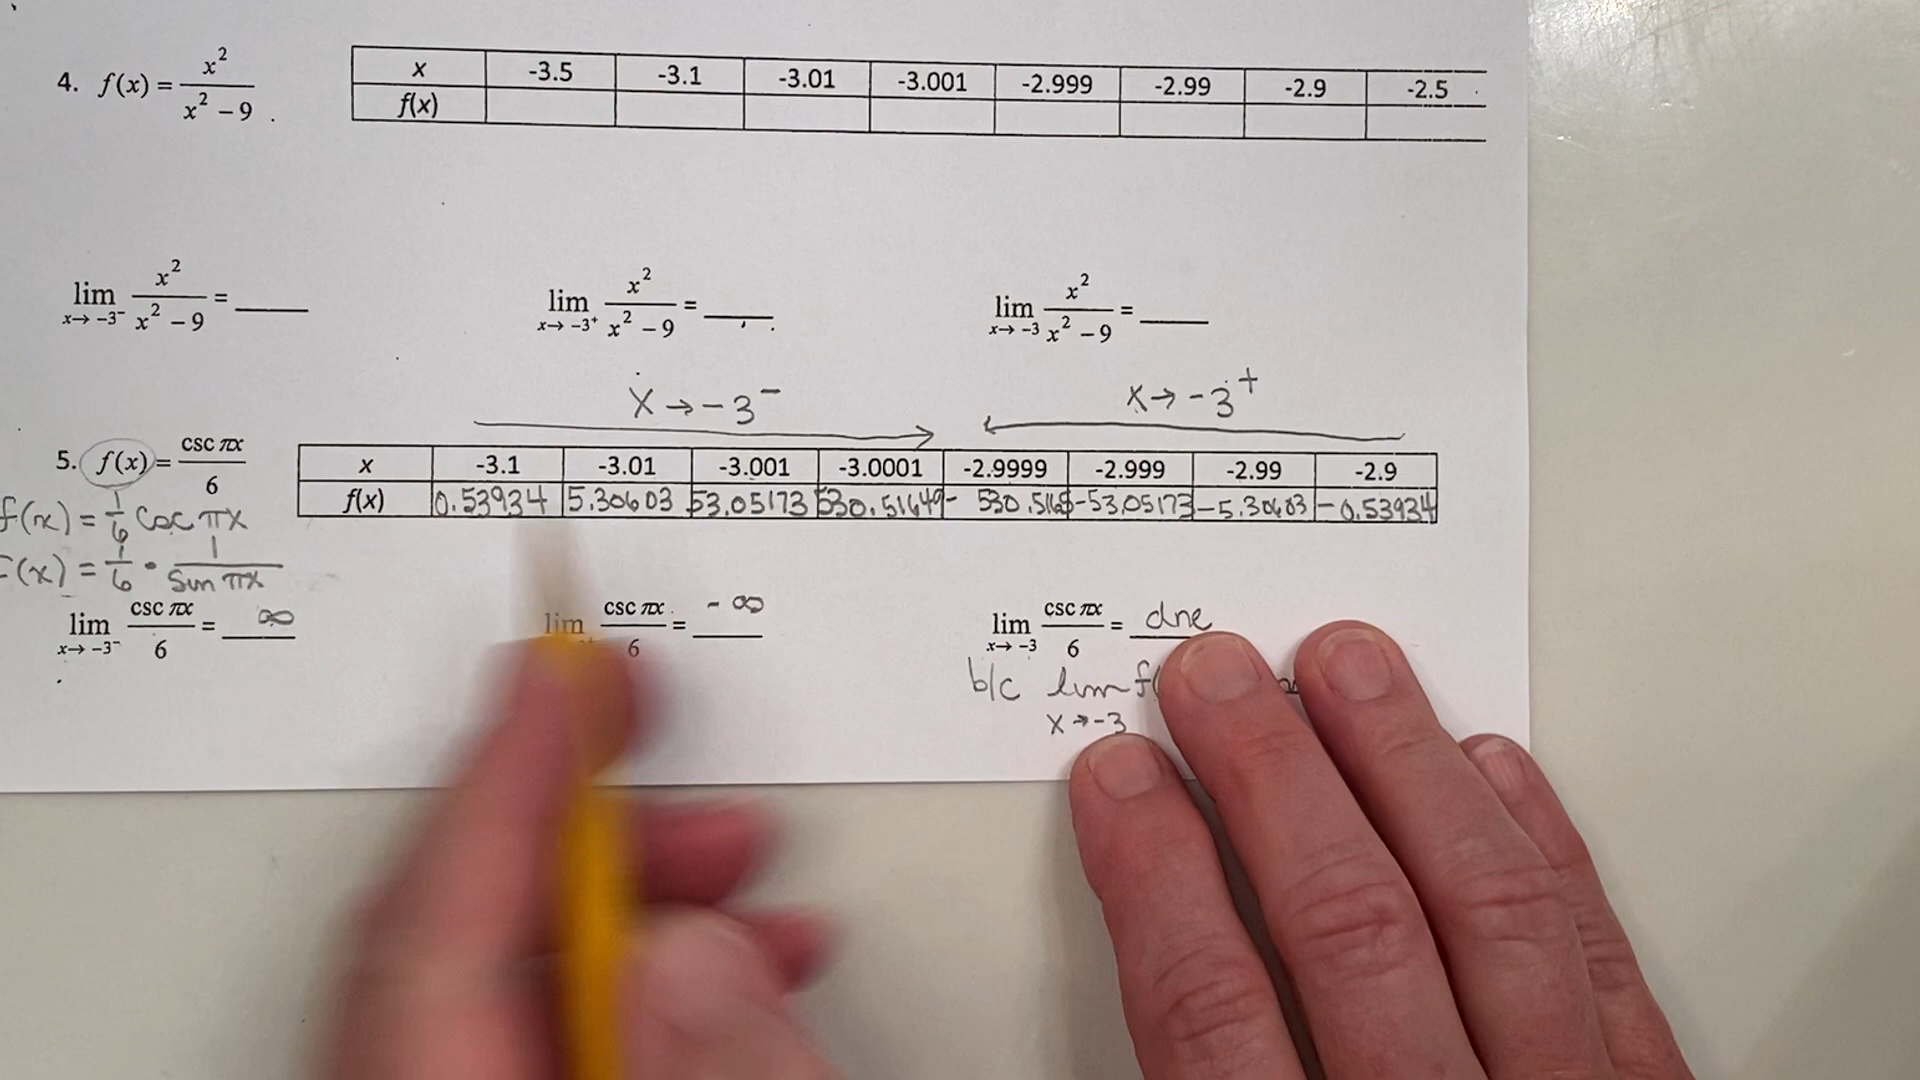 4. f(x) = x² / (x² − 9)
x -3.5 -3.1 -3.01 -3.001 -2.999 -2.99 -2.9 -2.5
f(x)
lim x→ −3⁻ x² / (x² − 9) = ____ lim x→ −3⁺ x² / (x² − 9) = ____ lim x→ −3 x² / (x² − 9) = ____
x → −3⁻ x → −3⁺
5. f(x) = csc πx / 6
x -3.1 -3.01 -3.001 -3.0001 -2.9999 -2.999 -2.99 -2.9
f(x) 0.53934 5.30603 53.05173 530.51649 - 530.516 -53.05173 -5.30603 -0.53934
f(x) = 1/6 csc πx
f(x) = 1/6 • 1 / sin πx
lim x→ −3⁻ csc πx / 6 = ∞ lim csc πx / 6 = - ∞ lim x→ −3 csc πx / 6 = dne
b/c lim f(
x → -3